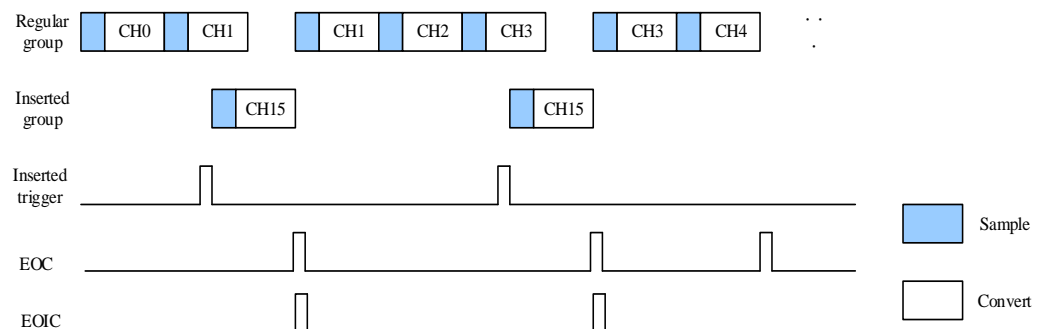 Regular
group
CH0
CH1
CH1
CH2
CH3
CH3
CH4
. .
.
Inserted
group
CH15
CH15
Inserted
trigger
Sample
EOC
Convert
EOIC